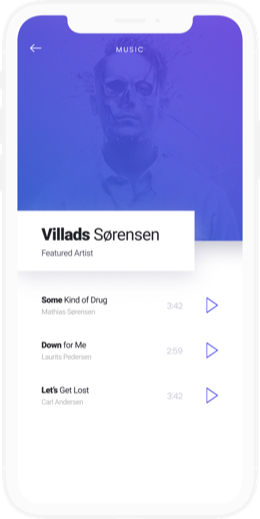 MUSIC
Villads Sørensen
Featured Artist
Some Kind of Drug
Mathias Sørensen
3:42
Down for Me
Laurits Pedersen
2:59
Let's Get Lost
Carl Andersen
3:42